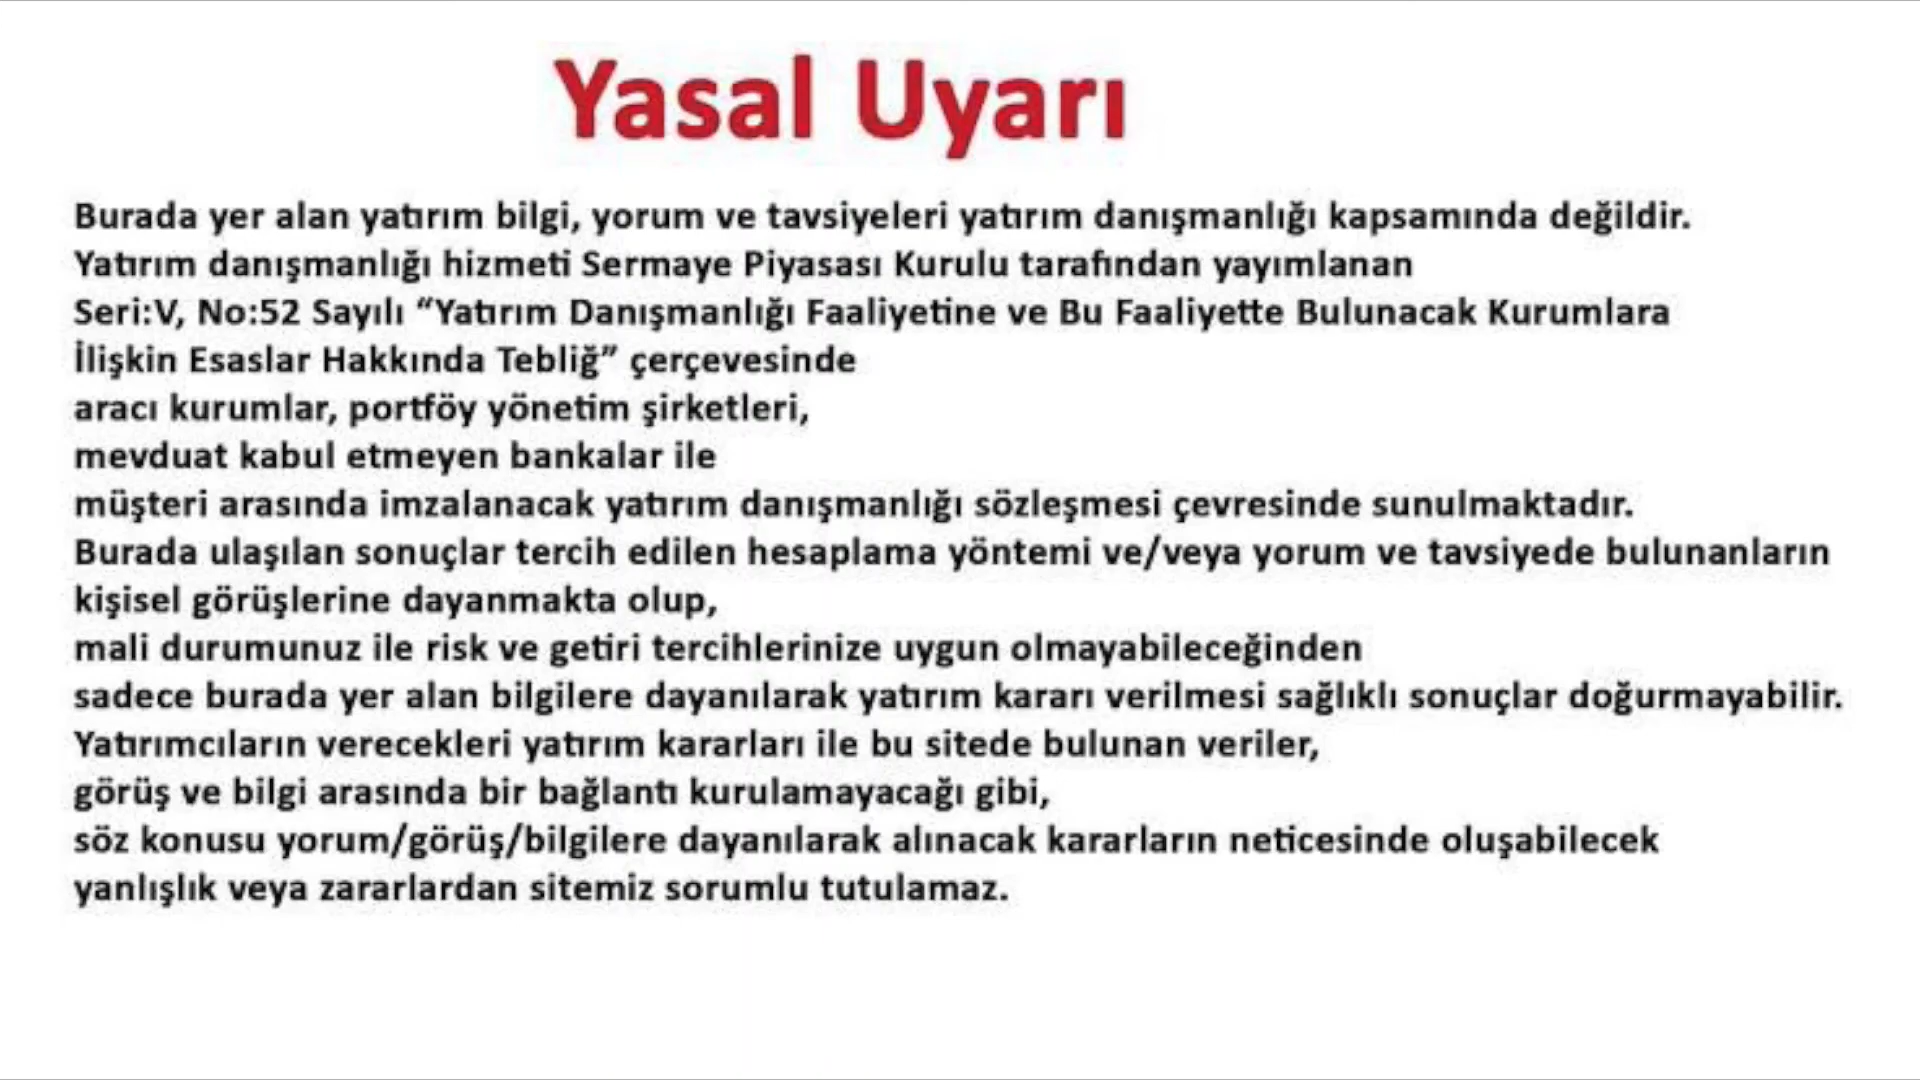 Yasal Uyarı
Burada yer alan yatırım bilgi, yorum ve tavsiyeleri yatırım danışmanlığı kapsamında değildir.
Yatırım danışmanlığı hizmeti Sermaye Piyasası Kurulu tarafından yayımlanan
Seri:V, No:52 Sayılı “Yatırım Danışmanlığı Faaliyetine ve Bu Faaliyette Bulunacak Kurumlara
İlişkin Esaslar Hakkında Tebliğ” çerçevesinde
aracı kurumlar, portföy yönetim şirketleri,
mevduat kabul etmeyen bankalar ile
müşteri arasında imzalanacak yatırım danışmanlığı sözleşmesi çevresinde sunulmaktadır.
Burada ulaşılan sonuçlar tercih edilen hesaplama yöntemi ve/veya yorum ve tavsiyede bulunanların
kişisel görüşlerine dayanmakta olup,
mali durumunuz ile risk ve getiri tercihlerinize uygun olmayabileceğinden
sadece burada yer alan bilgilere dayanılarak yatırım kararı verilmesi sağlıklı sonuçlar doğurmayabilir.
Yatırımcıların verecekleri yatırım kararları ile bu sitede bulunan veriler,
görüş ve bilgi arasında bir bağlantı kurulamayacağı gibi,
söz konusu yorum/görüş/bilgilere dayanılarak alınacak kararların neticesinde oluşabilecek
yanlışlık veya zararlardan sitemiz sorumlu tutulamaz.